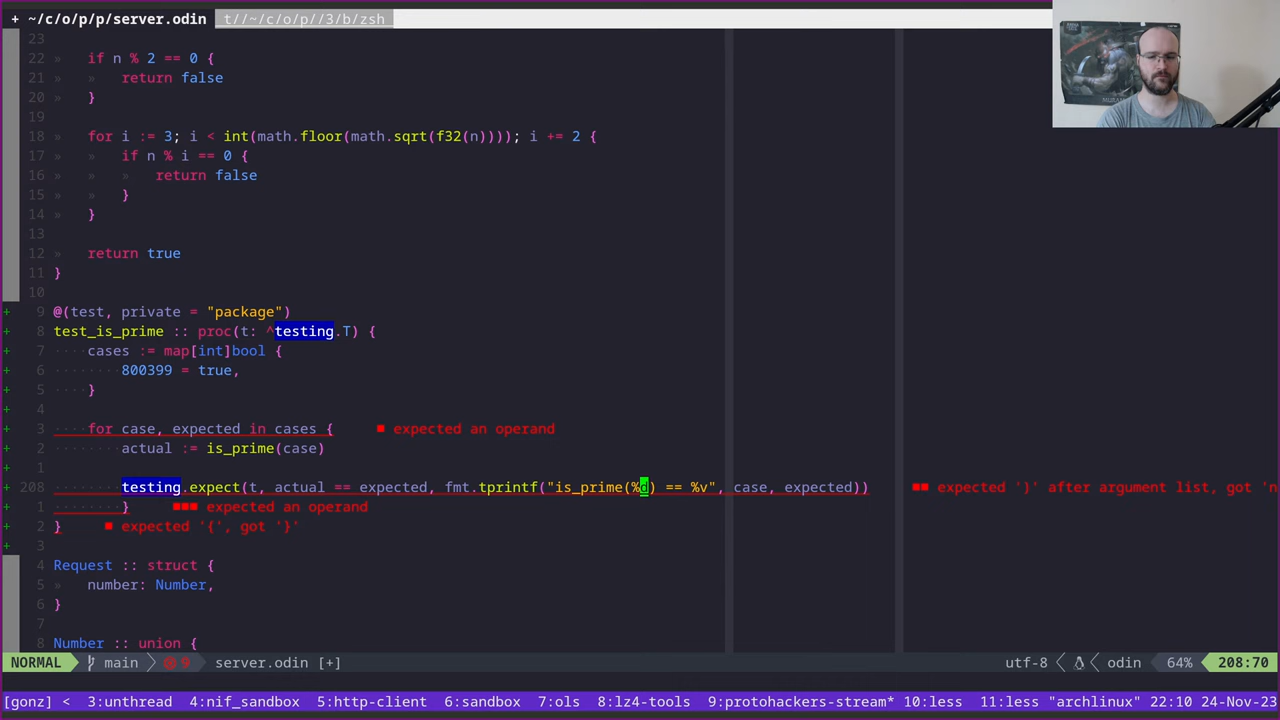 + ~/c/o/p/p/server.odin t//~/c/o/p//3/b/zsh
23
22 » if n % 2 == 0 {
21 » » return false
20 » }
19
18 » for i := 3; i < int(math.floor(math.sqrt(f32(n)))); i += 2 {
17 » » if n % i == 0 {
16 » » » return false
15 » » }
14 » }
13
12 » return true
11 }
10
+ 9 @(test, private = "package")
+ 8 test_is_prime :: proc(t: ^testing.T) {
+ 7 ····cases := map[int]bool {
+ 6 ········800399 = true,
+ 5 ····}
+ 4
+ 3 ····for case, expected in cases { ■ expected an operand
+ 2 ········actual := is_prime(case)
+ 1
+ 208 ········testing.expect(t, actual == expected, fmt.tprintf("is_prime(%d) == %v", case, expected)) ■■ expected ')' after argument list, got 'n
+ 1 ········} ■■■ expected an operand
+ 2 } ■ expected '{', got '}'
+ 3
4 Request :: struct {
5 » number: Number,
6 }
7
8 Number :: union {
NORMAL main 9 server.odin [+] utf-8 odin 64% 208:70
[gonz] < 3:unthread 4:nif_sandbox 5:http-client 6:sandbox 7:ols 8:lz4-tools 9:protohackers-stream* 10:less 11:less "archlinux" 22:10 24-Nov-23